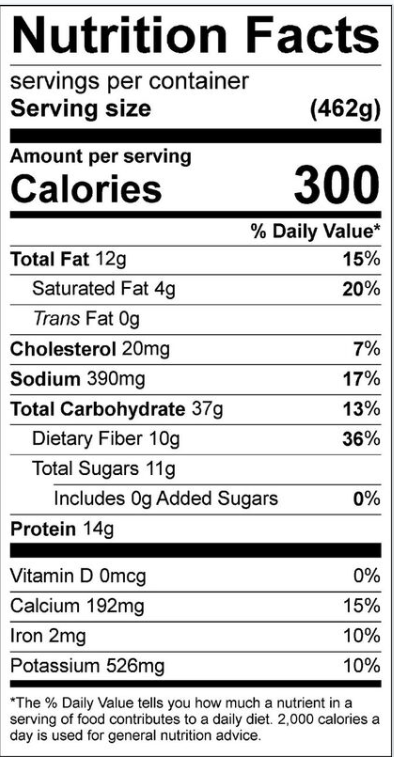 Nutrition Facts
servings per container
Serving size (462g)
Amount per serving
Calories 300
% Daily Value*
Total Fat 12g 15%
Saturated Fat 4g 20%
Trans Fat 0g
Cholesterol 20mg 7%
Sodium 390mg 17%
Total Carbohydrate 37g 13%
Dietary Fiber 10g 36%
Total Sugars 11g
Includes 0g Added Sugars 0%
Protein 14g
Vitamin D 0mcg 0%
Calcium 192mg 15%
Iron 2mg 10%
Potassium 526mg 10%
*The % Daily Value tells you how much a nutrient in a
serving of food contributes to a daily diet. 2,000 calories a
day is used for general nutrition advice.